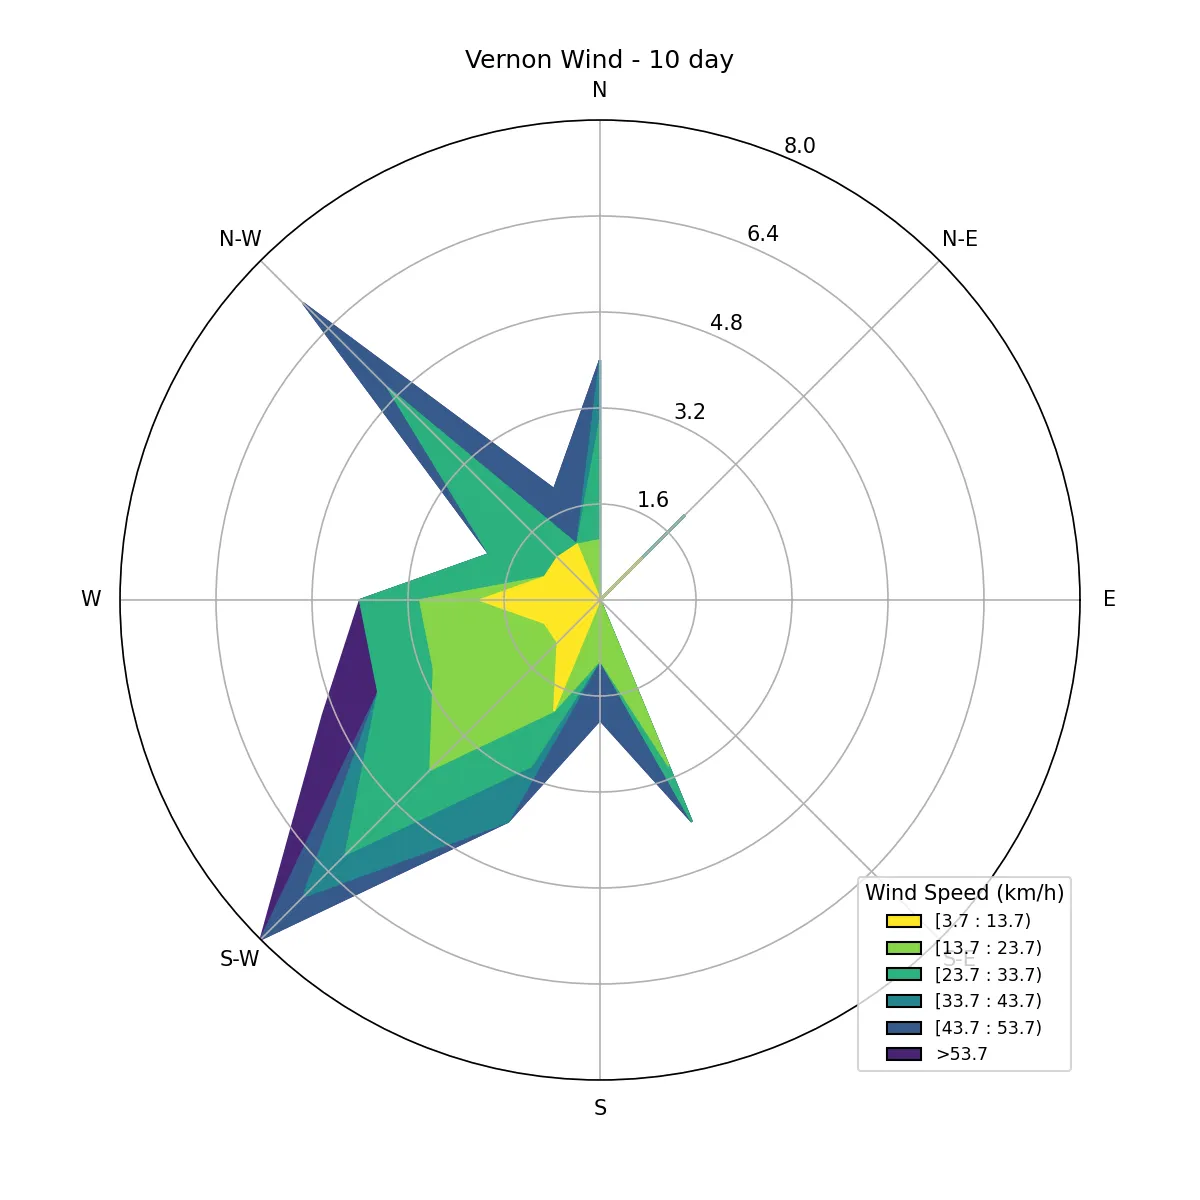 Vernon Wind - 10 day
N
8.0
N-W
N-E
6.4
4.8
3.2
1.6
W
E
Wind Speed (km/h)
[3.7 : 13.7)
[13.7 : 23.7)
S-W
S-E
[23.7 : 33.7)
[33.7 : 43.7)
[43.7 : 53.7)
>53.7
S